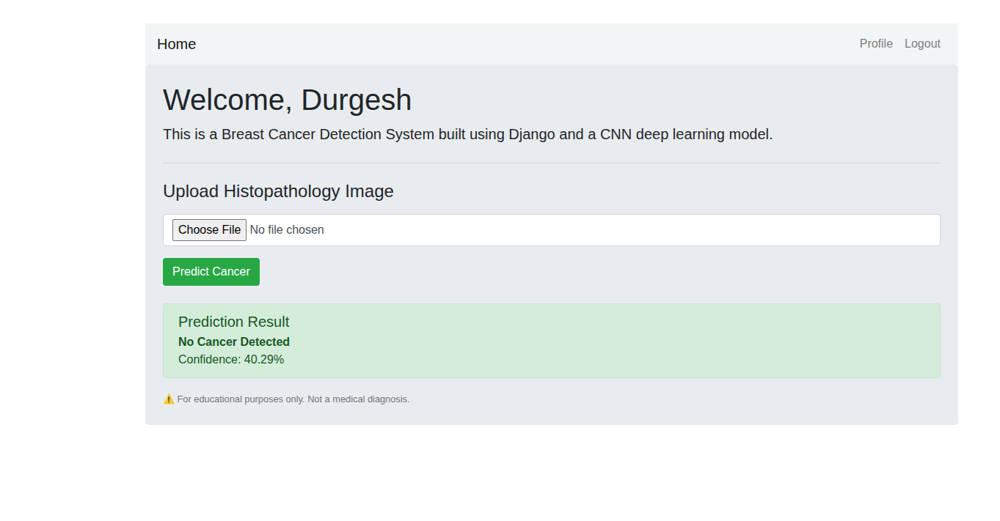 Home
Profile Logout
Welcome, Durgesh
This is a Breast Cancer Detection System built using Django and a CNN deep learning model.
Upload Histopathology Image
Choose File No file chosen
Predict Cancer
Prediction Result
No Cancer Detected
Confidence: 40.29%
⚠️ For educational purposes only. Not a medical diagnosis.